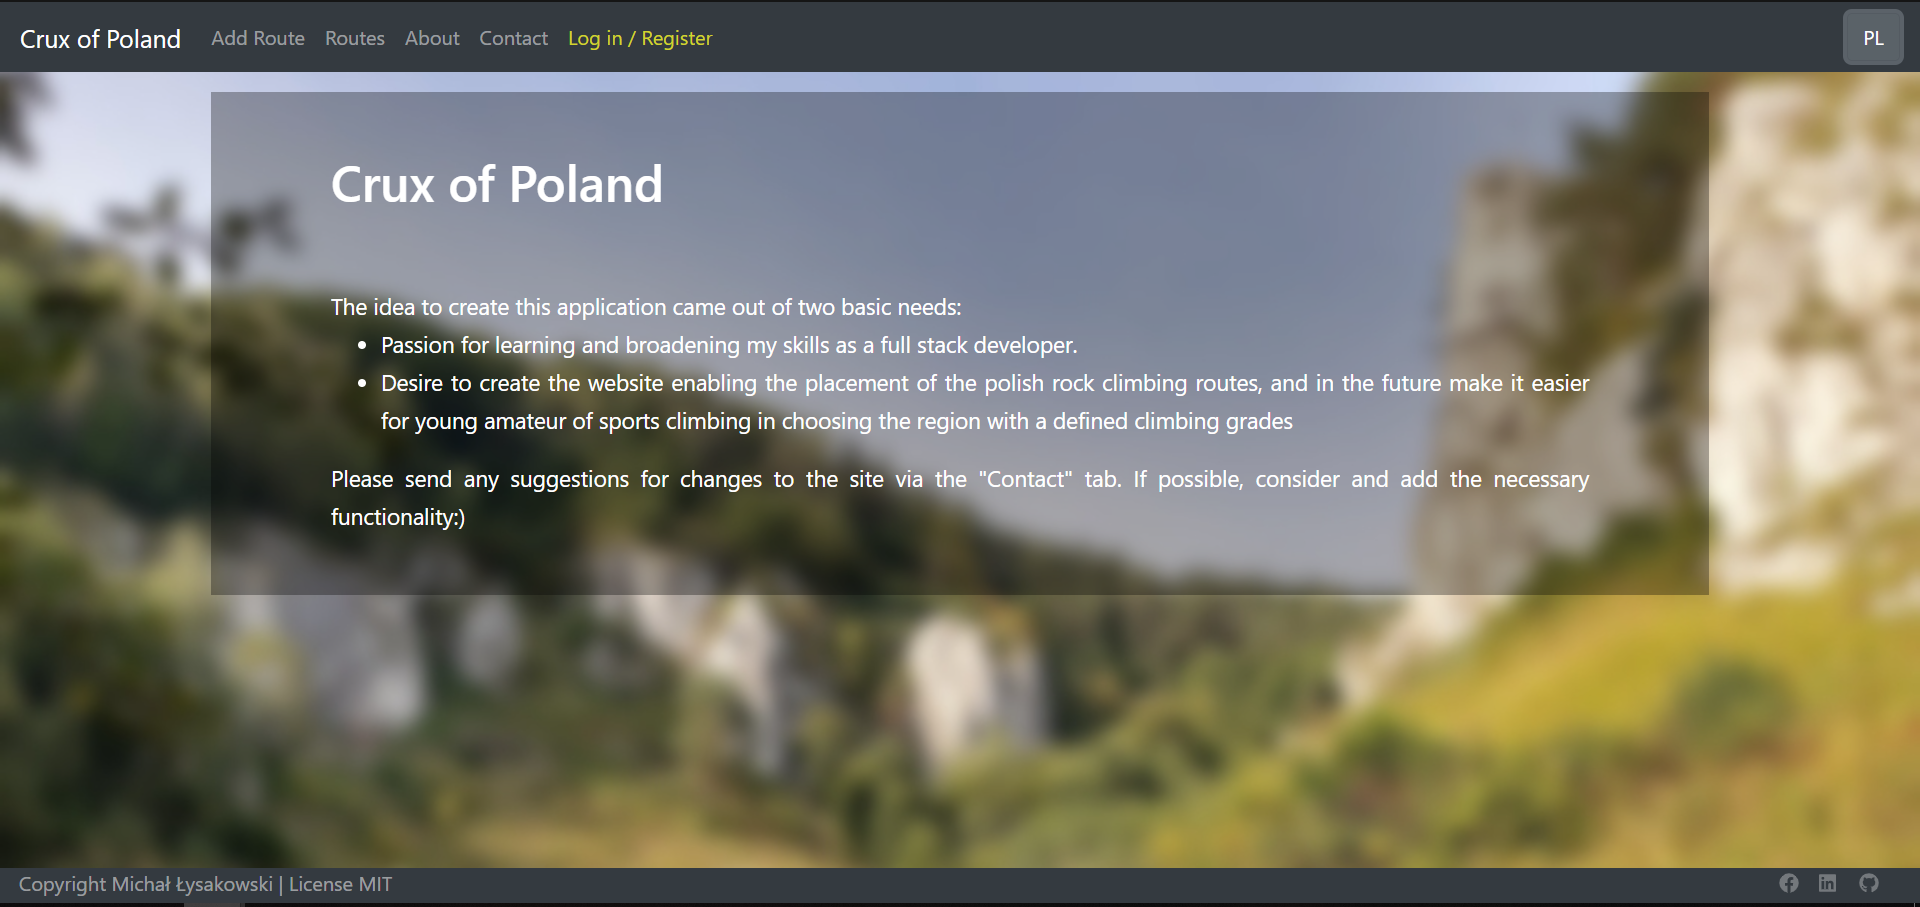 Crux of Poland Add Route Routes About Contact Log in / Register PL
Crux of Poland
The idea to create this application came out of two basic needs:
Passion for learning and broadening my skills as a full stack developer.
Desire to create the website enabling the placement of the polish rock climbing routes, and in the future make it easier
for young amateur of sports climbing in choosing the region with a defined climbing grades
Please send any suggestions for changes to the site via the "Contact" tab. If possible, consider and add the necessary
functionality:)
Copyright Michał Łysakowski | License MIT